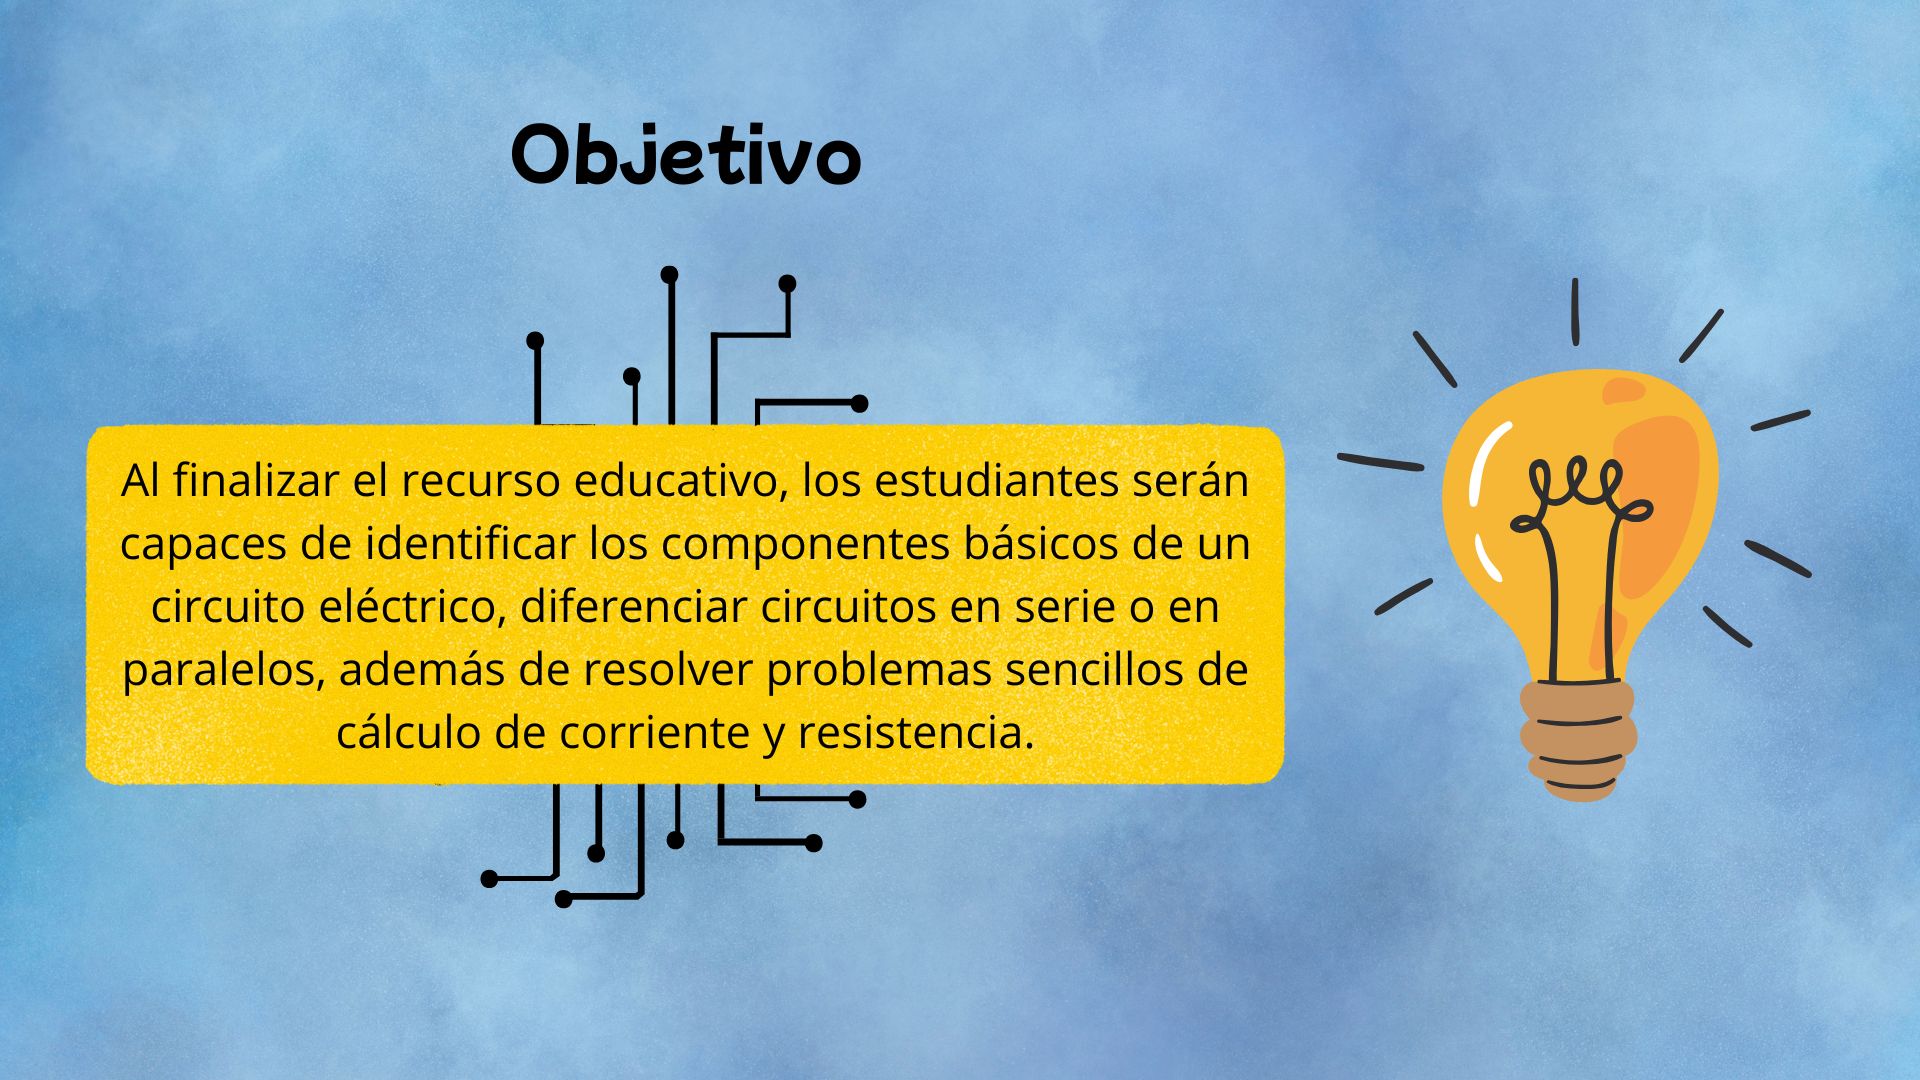 Objetivo
Al finalizar el recurso educativo, los estudiantes serán
capaces de identificar los componentes básicos de un
circuito eléctrico, diferenciar circuitos en serie o en
paralelos, además de resolver problemas sencillos de
cálculo de corriente y resistencia.